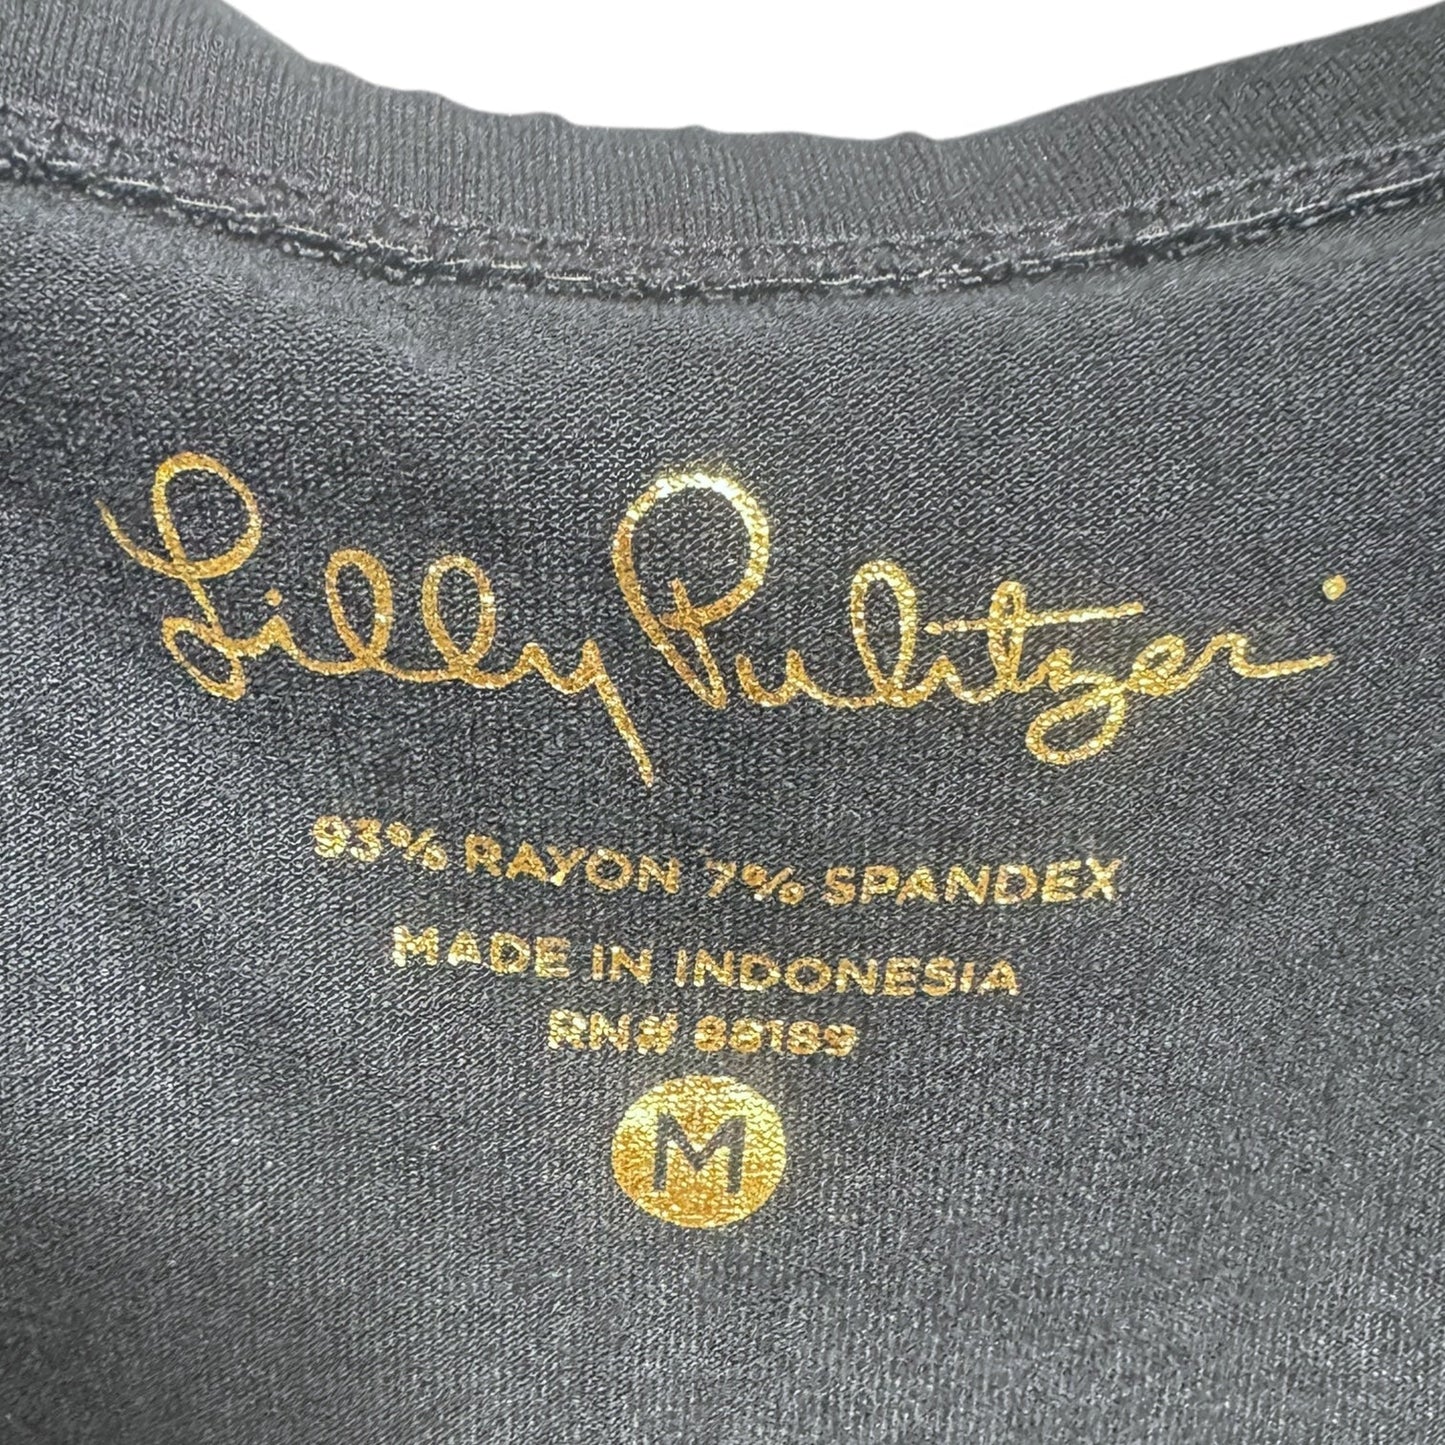 Lilly Pulitzer
93% RAYON 7% SPANDEX
MADE IN INDONESIA
RN# 88189
M